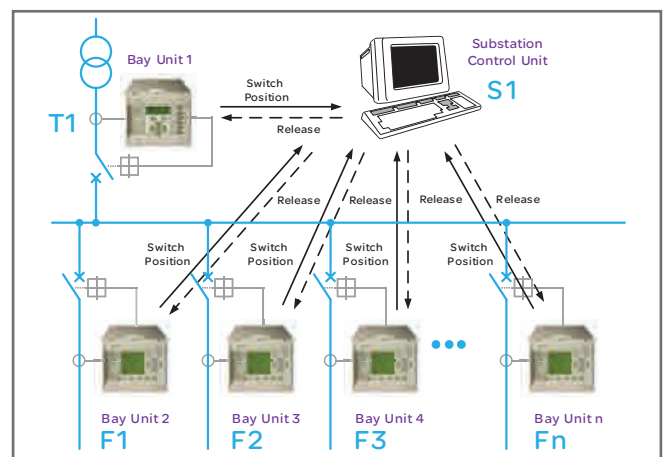 Substation
Control Unit
S1
Bay Unit 1
T1
Switch
Position
Release
Release
Release
Release
Release
Switch
Position
Switch
Position
Switch
Position
Switch
Position
Bay Unit 2
F1
Bay Unit 3
F2
Bay Unit 4
F3
Bay Unit n
Fn